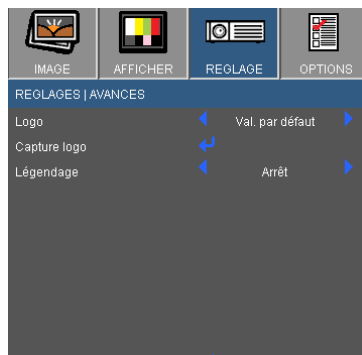 IMAGE AFFICHER REGLAGE OPTIONS
REGLAGES | AVANCES
Logo Val. par défaut
Capture logo
Légendage Arrêt